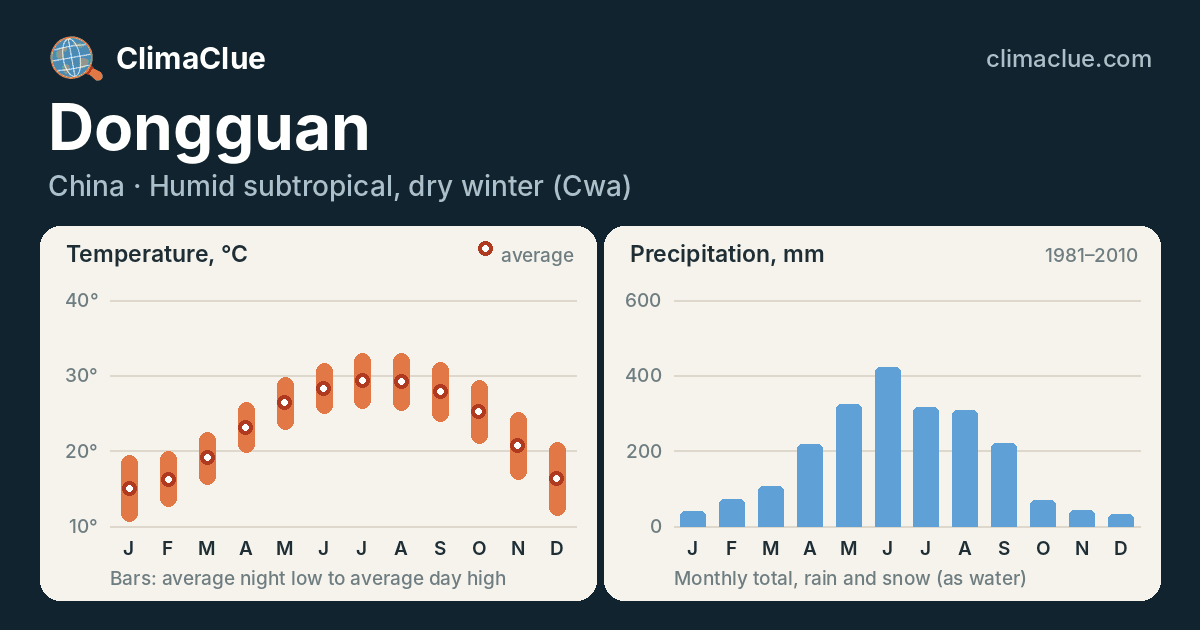 ClimaClue
climaclue.com
Dongguan
China · Humid subtropical, dry winter (Cwa)
Temperature, °C
average
40°
30°
20°
10°
J F M A M J J A S O N D
Bars: average night low to average day high
Precipitation, mm
1981–2010
600
400
200
0
J F M A M J J A S O N D
Monthly total, rain and snow (as water)